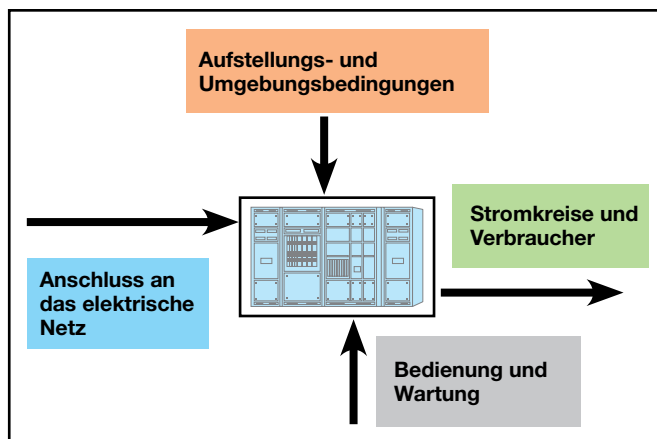 Aufstellungs- und
Umgebungsbedingungen
Stromkreise und
Verbraucher
Anschluss an
das elektrische
Netz
Bedienung und
Wartung